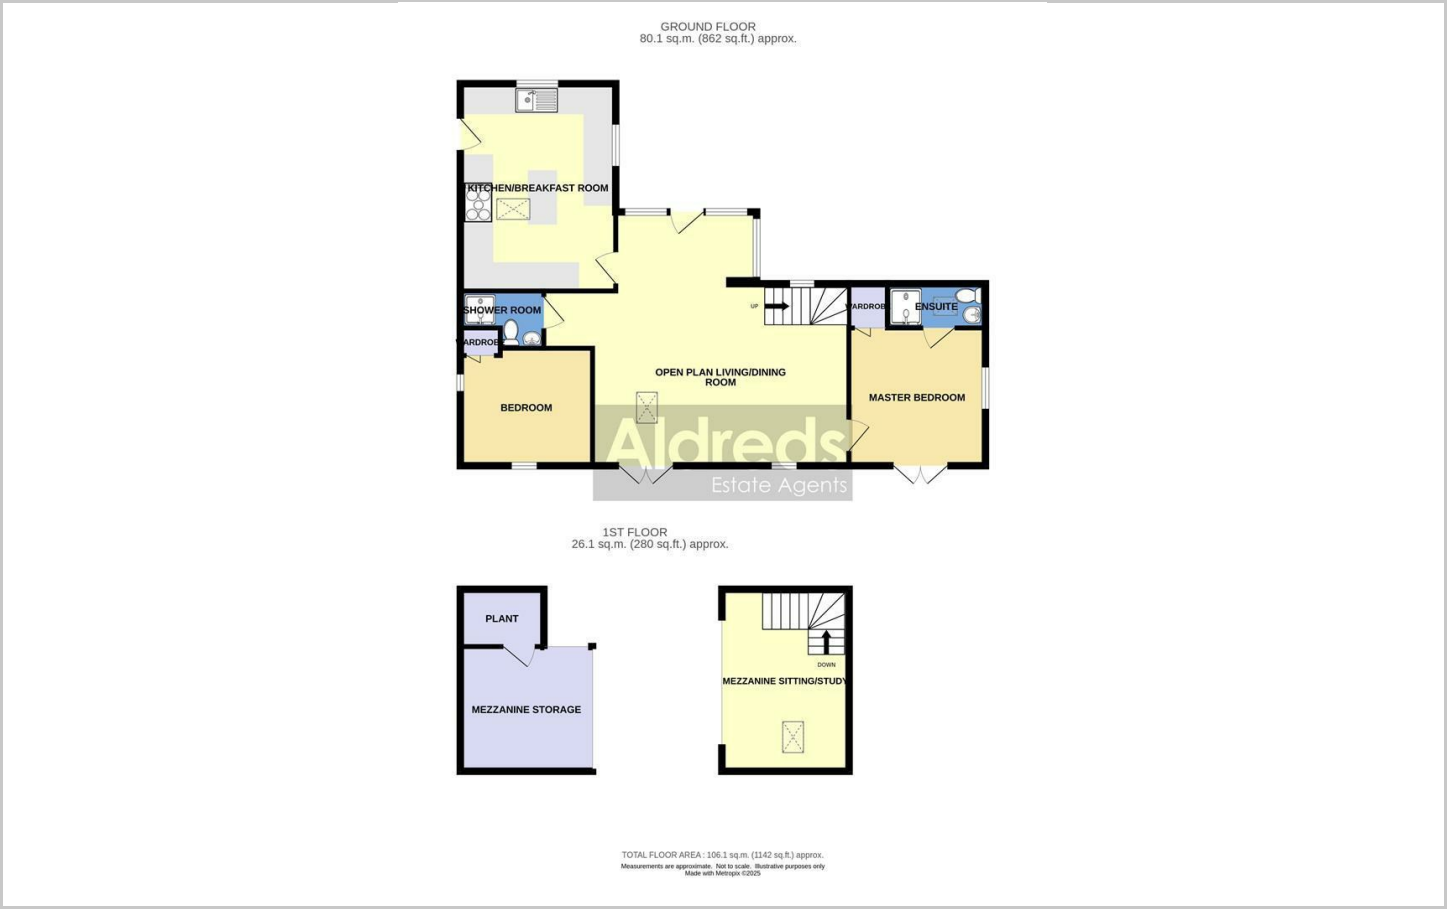 GROUND FLOOR
80.1 sq.m. (862 sq.ft.) approx.
KITCHEN/BREAKFAST ROOM
UP
WARDROBE
ENSUITE
SHOWER ROOM
WARDROBE
OPEN PLAN LIVING/DINING
ROOM
MASTER BEDROOM
BEDROOM
Aldreds
Estate Agents
1ST FLOOR
26.1 sq.m. (280 sq.ft.) approx.
PLANT
DOWN
MEZZANINE SITTING/STUDY
MEZZANINE STORAGE
TOTAL FLOOR AREA : 106.1 sq.m. (1142 sq.ft.) approx.
Measurements are approximate. Not to scale. Illustrative purposes only
Made with Metropix ©2025